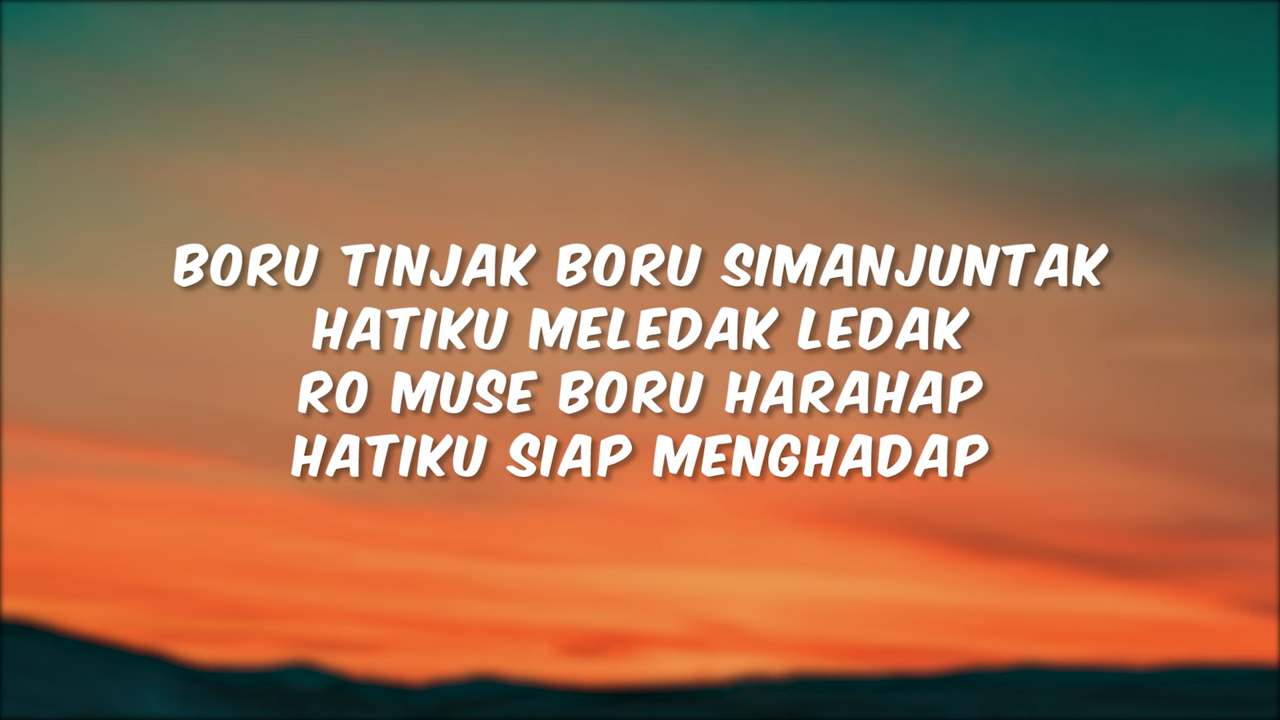 BORU TINJAK BORU SIMANJUNTAK
HATIKU MELEDAK LEDAK
RO MUSE BORU HARAHAP
HATIKU SIAP MENGHADAP